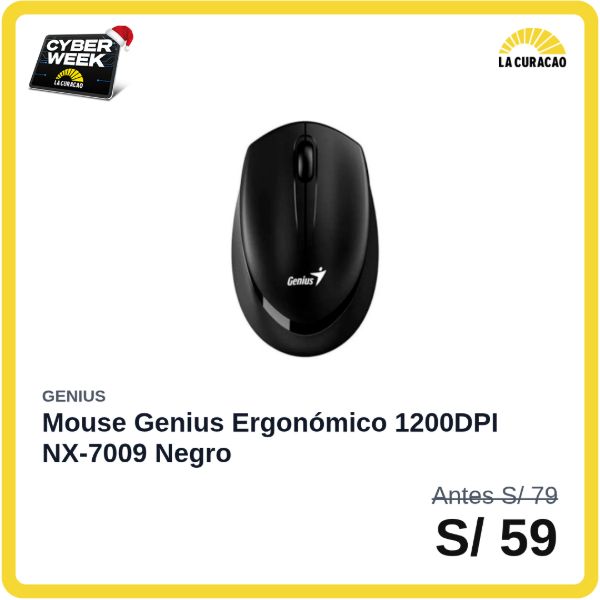 CYBER
WEEK
LA CURACAO
LA CURACAO
Genius
GENIUS
Mouse Genius Ergonómico 1200DPI
NX-7009 Negro
Antes S/ 79
S/ 59